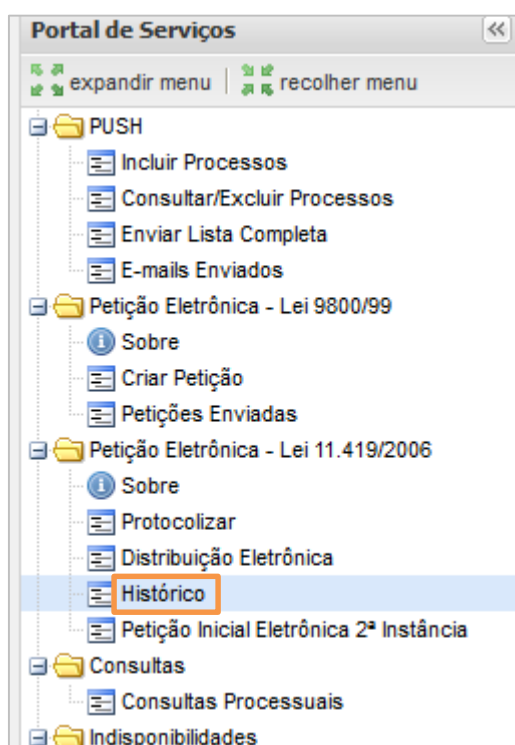 Portal de Serviços
expandir menu recolher menu
PUSH
Incluir Processos
Consultar/Excluir Processos
Enviar Lista Completa
E-mails Enviados
Petição Eletrônica - Lei 9800/99
Sobre
Criar Petição
Petições Enviadas
Petição Eletrônica - Lei 11.419/2006
Sobre
Protocolizar
Distribuição Eletrônica
Histórico
Petição Inicial Eletrônica 2ª Instância
Consultas
Consultas Processuais
Indisponibilidades